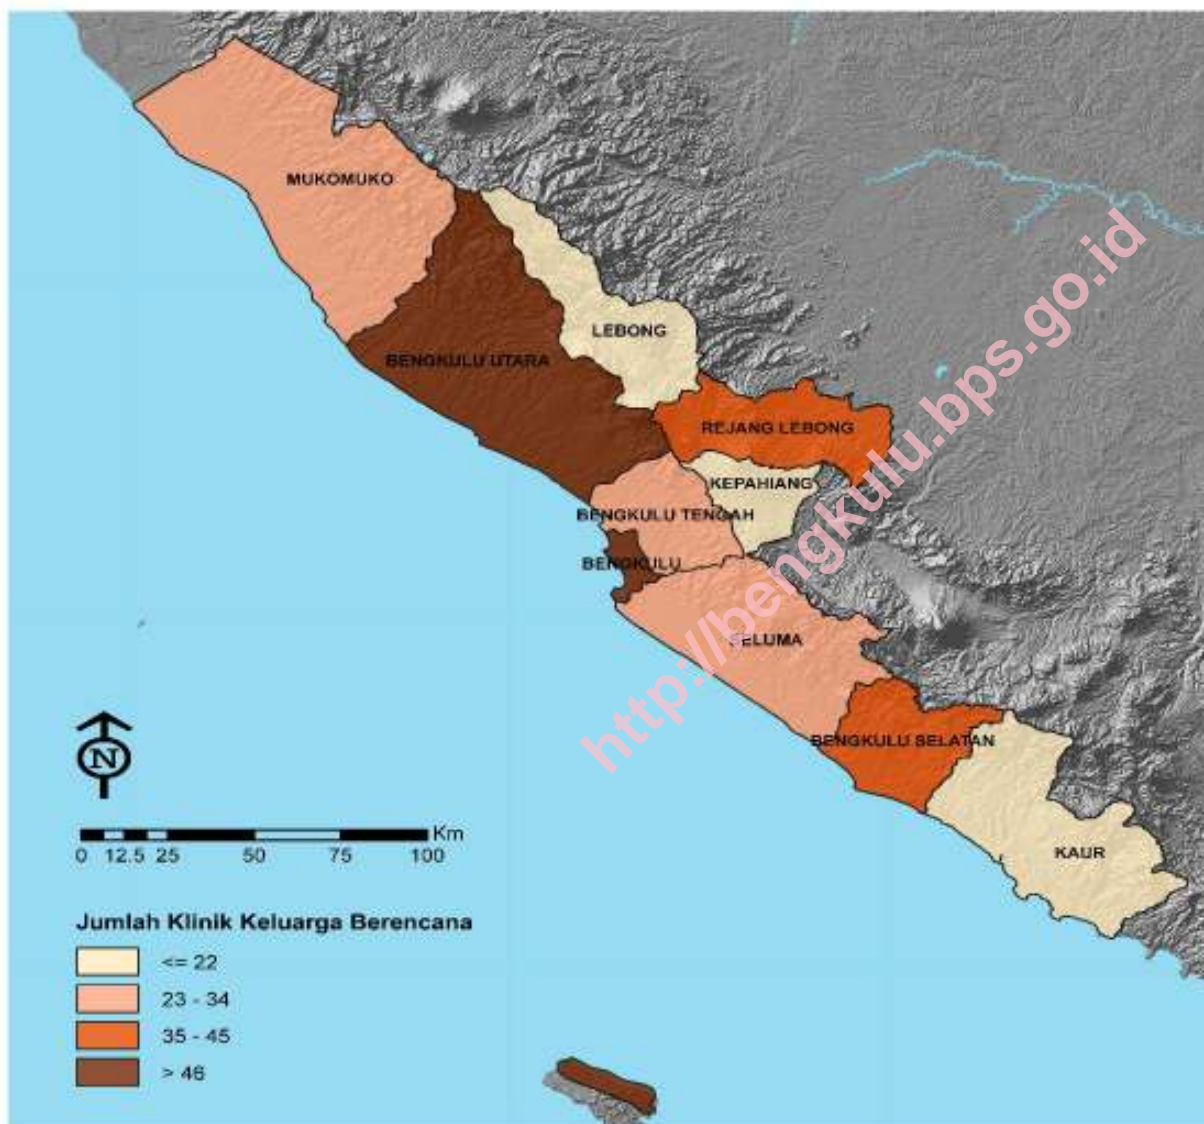 MUKOMUKO
LEBONG
BENGKULU UTARA
REJANG LEBONG
KEPAHIANG
BENGKULU TENGAH
BENGKULU
SELUMA
BENGKULU SELATAN
KAUR
http://bengkulu.bps.go.id
N
Km
0 12.5 25 50 75 100
Jumlah Klinik Keluarga Berencana
<= 22
23 - 34
35 - 45
> 46